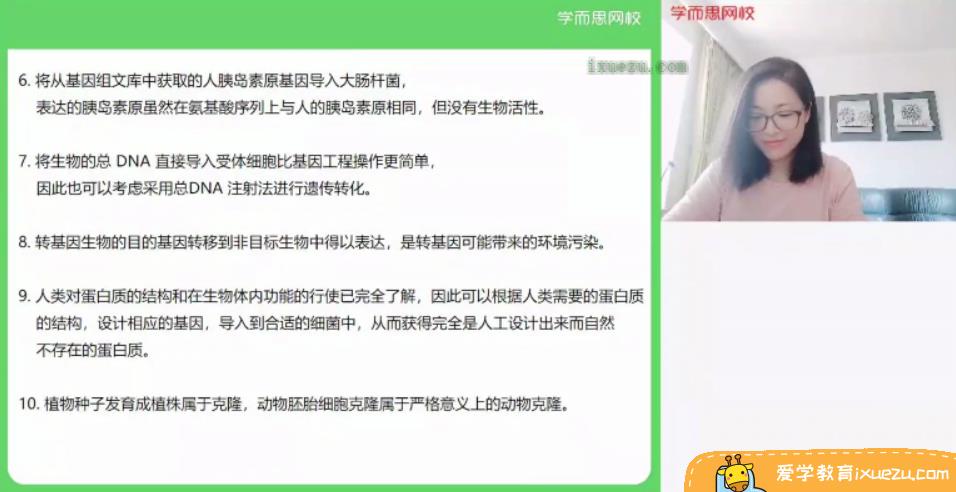 学而思网校
学而思网校
ixuezu.com
6. 将从基因组文库中获取的人胰岛素原基因导入大肠杆菌，
表达的胰岛素原虽然在氨基酸序列上与人的胰岛素原相同，但没有生物活性。
7. 将生物的总 DNA 直接导入受体细胞比基因工程操作更简单，
因此也可以考虑采用总DNA 注射法进行遗传转化。
8. 转基因生物的目的基因转移到非目标生物中得以表达，是转基因可能带来的环境污染。
9. 人类对蛋白质的结构和在生物体内功能的行使已完全了解，因此可以根据人类需要的蛋白质
的结构，设计相应的基因，导入到合适的细菌中，从而获得完全是人工设计出来而自然
不存在的蛋白质。
10. 植物种子发育成植株属于克隆，动物胚胎细胞克隆属于严格意义上的动物克隆。
爱学教育ixuezu.com